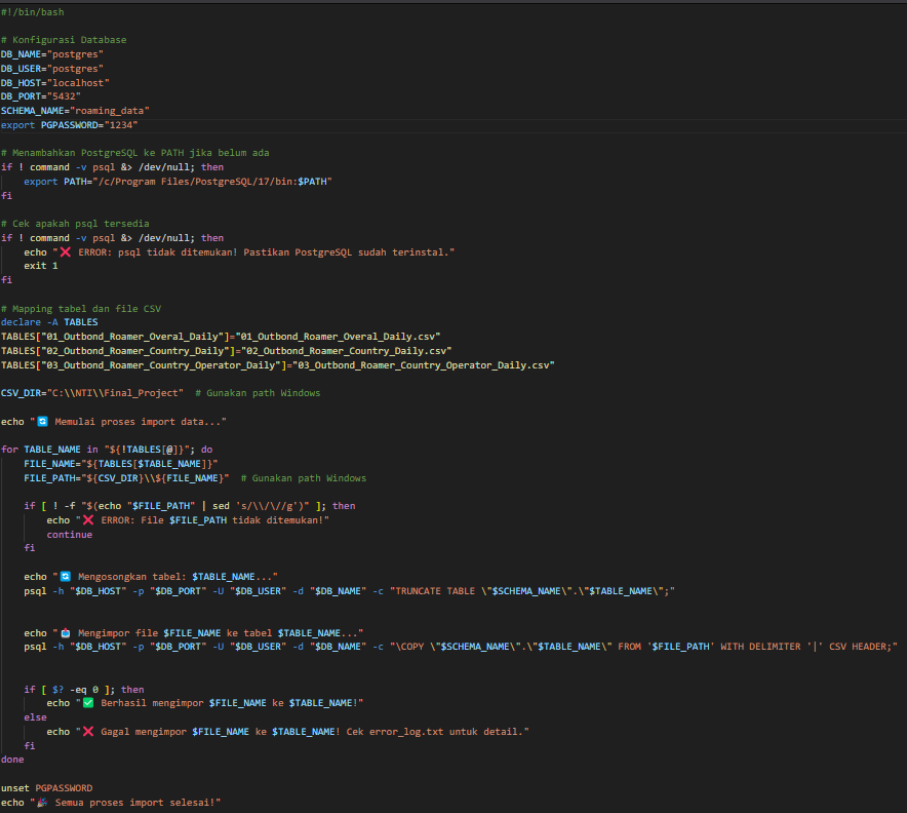 #!/bin/bash
# Konfigurasi Database
DB_NAME="postgres"
DB_USER="postgres"
DB_HOST="localhost"
DB_PORT="5432"
SCHEMA_NAME="roaming_data"
export PGPASSWORD="1234"
# Menambahkan PostgreSQL ke PATH jika belum ada
if ! command -v psql &> /dev/null; then
    export PATH="/c/Program Files/PostgreSQL/17/bin:$PATH"
fi
# Cek apakah psql tersedia
if ! command -v psql &> /dev/null; then
    echo "❌ ERROR: psql tidak ditemukan! Pastikan PostgreSQL sudah terinstal."
    exit 1
fi
# Mapping tabel dan file CSV
declare -A TABLES
TABLES["01_Outbond_Roamer_Overal_Daily"]="01_Outbond_Roamer_Overal_Daily.csv"
TABLES["02_Outbond_Roamer_Country_Daily"]="02_Outbond_Roamer_Country_Daily.csv"
TABLES["03_Outbond_Roamer_Country_Operator_Daily"]="03_Outbond_Roamer_Country_Operator_Daily.csv"
CSV_DIR="C:\\NTI\\Final_Project"  # Gunakan path Windows
echo "🔄 Memulai proses import data..."
for TABLE_NAME in "${!TABLES[@]}"; do
    FILE_NAME="${TABLES[$TABLE_NAME]}"
    FILE_PATH="${CSV_DIR}\\${FILE_NAME}"  # Gunakan path Windows
    if [ ! -f "$(echo "$FILE_PATH" | sed 's/\\/\//g')" ]; then
        echo "❌ ERROR: File $FILE_PATH tidak ditemukan!"
        continue
    fi
    echo "🔄 Mengosongkan tabel: $TABLE_NAME..."
    psql -h "$DB_HOST" -p "$DB_PORT" -U "$DB_USER" -d "$DB_NAME" -c "TRUNCATE TABLE \"$SCHEMA_NAME\".\"$TABLE_NAME\";"
    echo "📥 Mengimpor file $FILE_NAME ke tabel $TABLE_NAME..."
    psql -h "$DB_HOST" -p "$DB_PORT" -U "$DB_USER" -d "$DB_NAME" -c "\COPY \"$SCHEMA_NAME\".\"$TABLE_NAME\" FROM '$FILE_PATH' WITH DELIMITER '|' CSV HEADER;"
    if [ $? -eq 0 ]; then
        echo "✅ Berhasil mengimpor $FILE_NAME ke $TABLE_NAME!"
    else
        echo "❌ Gagal mengimpor $FILE_NAME ke $TABLE_NAME! Cek error_log.txt untuk detail."
    fi
done
unset PGPASSWORD
echo "🎉 Semua proses import selesai!"